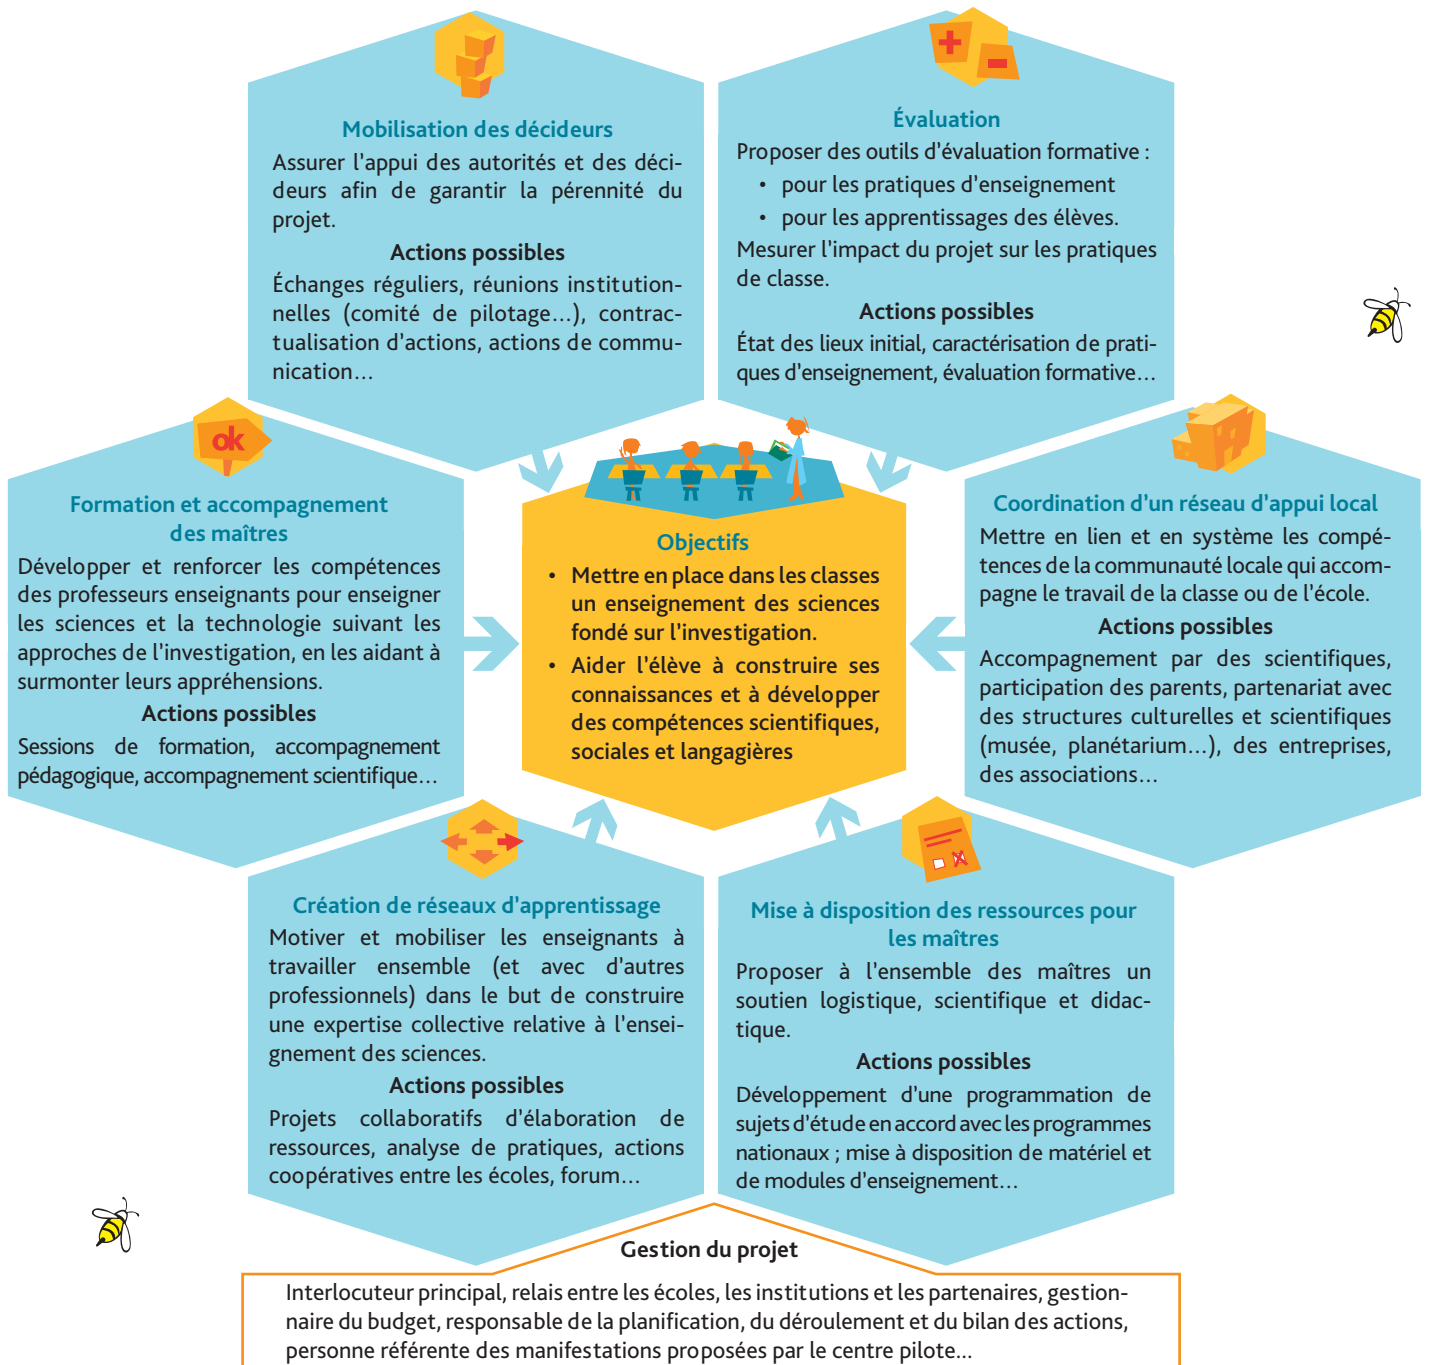 Mobilisation des décideurs
Assurer l'appui des autorités et des déci-
deurs afin de garantir la pérennité du
projet.
Actions possibles
Échanges réguliers, réunions institution-
nelles (comité de pilotage…), contrac-
tualisation d'actions, actions de commu-
nication…
Évaluation
Proposer des outils d'évaluation formative :
• pour les pratiques d'enseignement
• pour les apprentissages des élèves.
Mesurer l'impact du projet sur les pratiques
de classe.
Actions possibles
État des lieux initial, caractérisation de prati-
ques d'enseignement, évaluation formative…
ok
Formation et accompagnement
des maîtres
Développer et renforcer les compétences
des professeurs enseignants pour enseigner
les sciences et la technologie suivant les
approches de l'investigation, en les aidant à
surmonter leurs appréhensions.
Actions possibles
Sessions de formation, accompagnement
pédagogique, accompagnement scientifique…
Objectifs
• Mettre en place dans les classes
un enseignement des sciences
fondé sur l'investigation.
• Aider l'élève à construire ses
connaissances et à développer
des compétences scientifiques,
sociales et langagières
Coordination d'un réseau d'appui local
Mettre en lien et en système les compé-
tences de la communauté locale qui accom-
pagne le travail de la classe ou de l'école.
Actions possibles
Accompagnement par des scientifiques,
participation des parents, partenariat avec
des structures culturelles et scientifiques
(musée, planétarium…), des entreprises,
des associations…
Création de réseaux d'apprentissage
Motiver et mobiliser les enseignants à
travailler ensemble (et avec d'autres
professionnels) dans le but de construire
une expertise collective relative à l'ensei-
gnement des sciences.
Actions possibles
Projets collaboratifs d'élaboration de
ressources, analyse de pratiques, actions
coopératives entre les écoles, forum…
Mise à disposition des ressources pour
les maîtres
Proposer à l'ensemble des maîtres un
soutien logistique, scientifique et didac-
tique.
Actions possibles
Développement d'une programmation de
sujets d'étude en accord avec les programmes
nationaux ; mise à disposition de matériel et
de modules d'enseignement…
Gestion du projet
Interlocuteur principal, relais entre les écoles, les institutions et les partenaires, gestion-
naire du budget, responsable de la planification, du déroulement et du bilan des actions,
personne référente des manifestations proposées par le centre pilote…